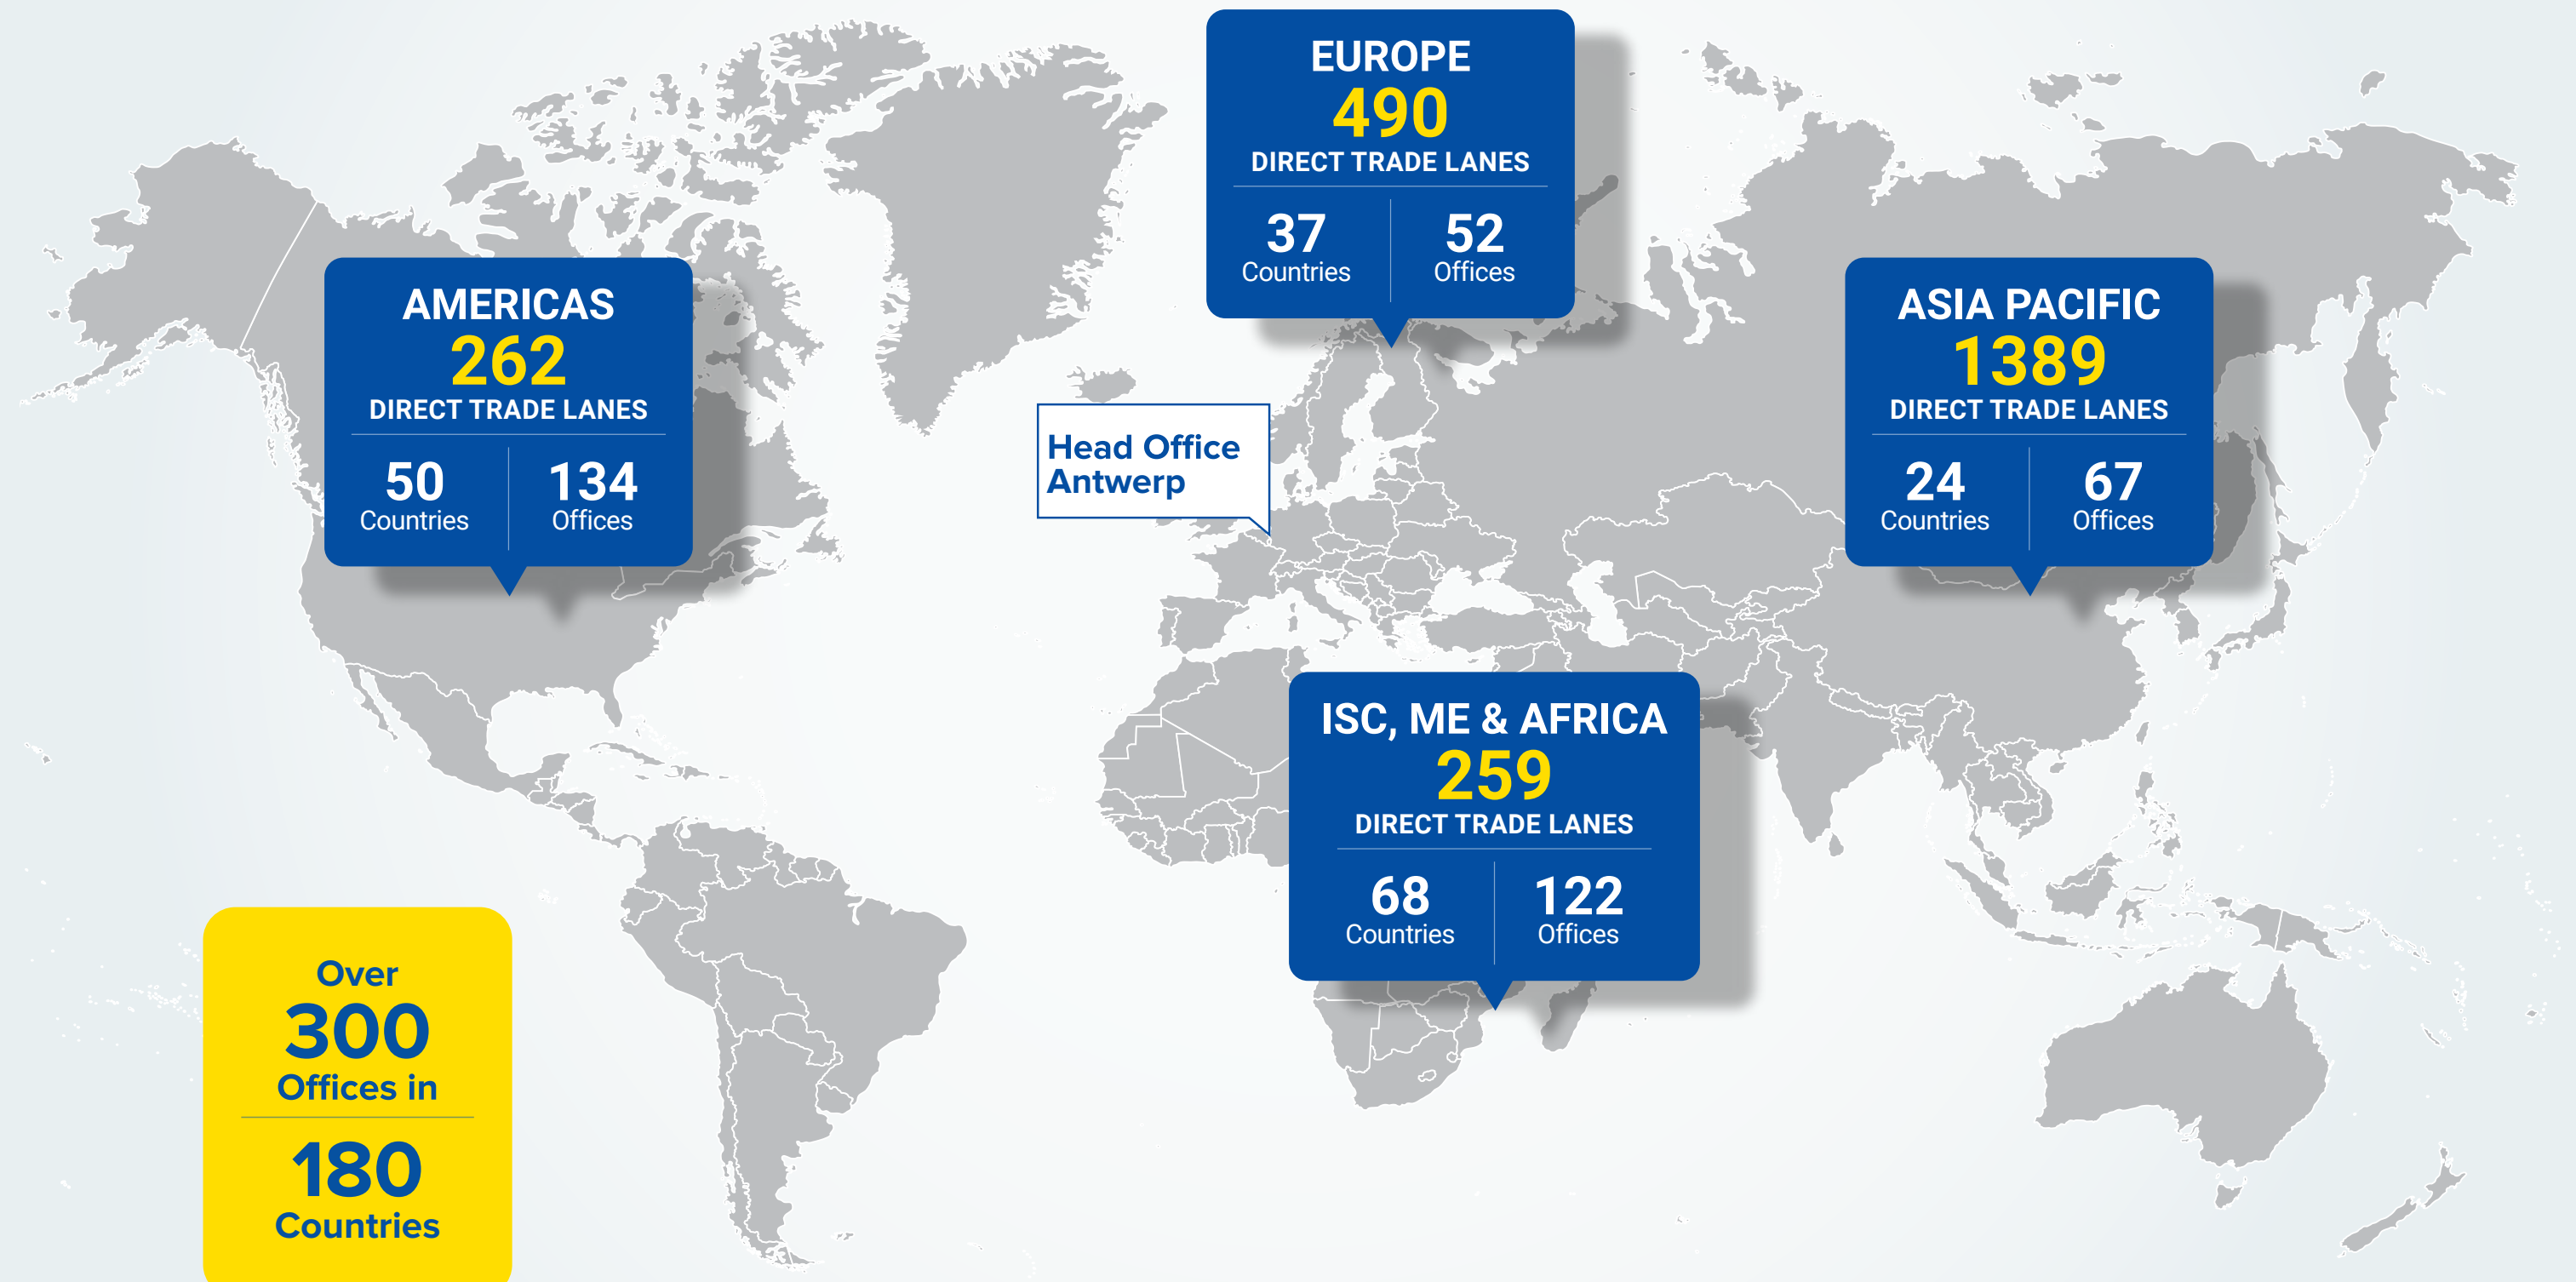 EUROPE
490
DIRECT TRADE LANES
37
Countries
52
Offices
AMERICAS
262
DIRECT TRADE LANES
50
Countries
134
Offices
ASIA PACIFIC
1389
DIRECT TRADE LANES
24
Countries
67
Offices
Head Office
Antwerp
ISC, ME & AFRICA
259
DIRECT TRADE LANES
68
Countries
122
Offices
Over
300
Offices in
180
Countries